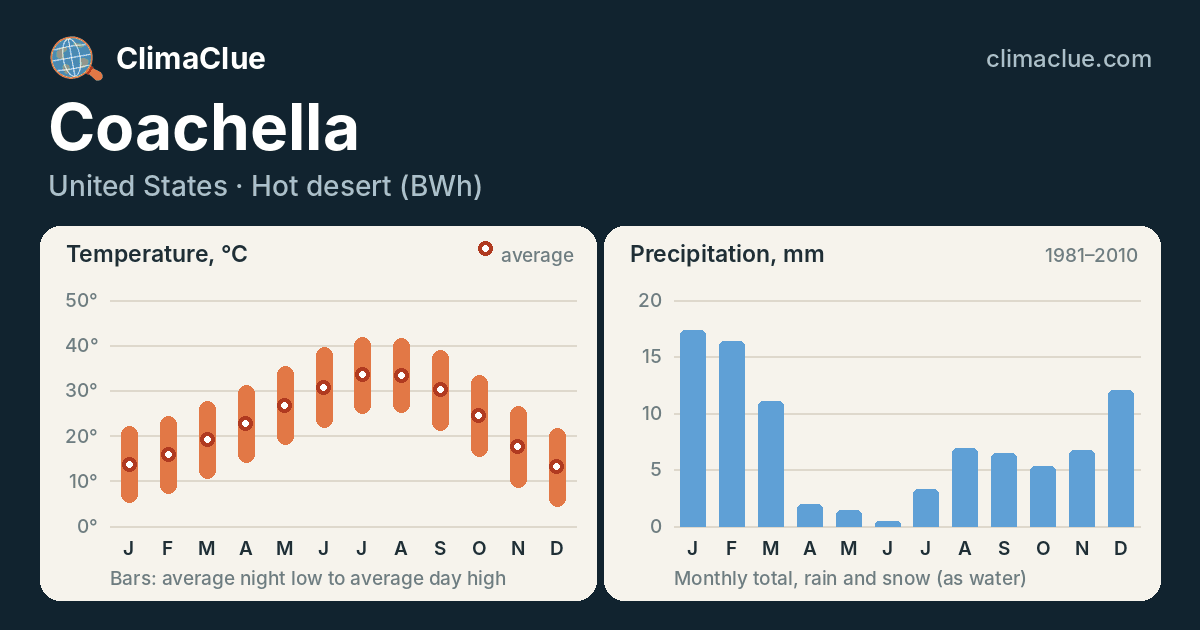 ClimaClue
climaclue.com
Coachella
United States · Hot desert (BWh)
Temperature, °C
average
50°
40°
30°
20°
10°
0°
J F M A M J J A S O N D
Bars: average night low to average day high
Precipitation, mm
1981–2010
20
15
10
5
0
J F M A M J J A S O N D
Monthly total, rain and snow (as water)